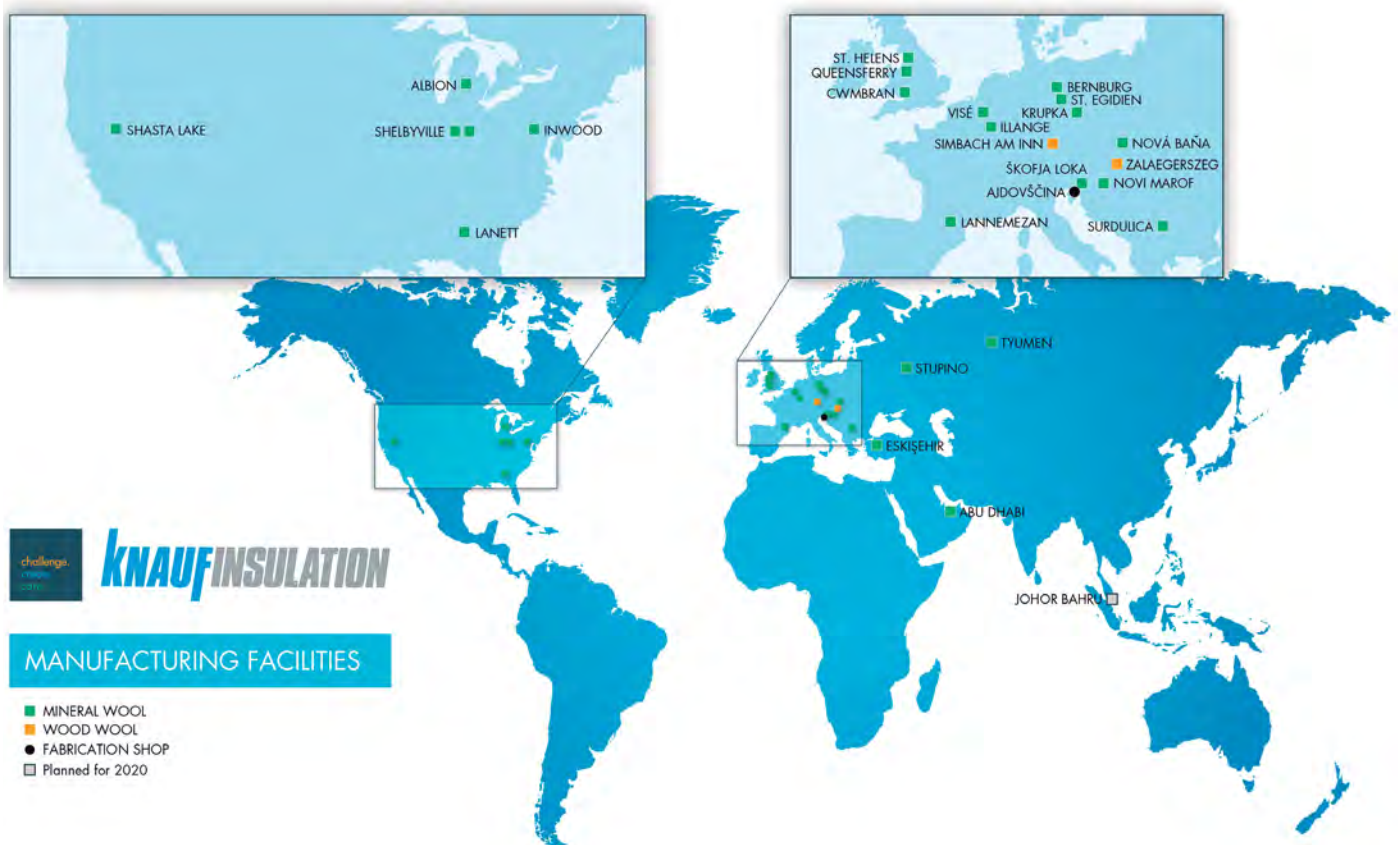 ALBION
SHASTA LAKE
SHELBYVILLE
INWOOD
LANETT
ST. HELENS
QUEENSFERRY
CWMBRAN
BERNBURG
ST. EGIDIEN
VISÉ
KRUPKA
ILLANGE
SIMBACH AM INN
NOVÁ BAŇA
ZALAEGERSZEG
ŠKOFJA LOKA
NOVI MAROF
AJDOVŠČINA
LANNEMEZAN
SURDULICA
TYUMEN
STUPINO
ESKIŞEHIR
ABU DHABI
JOHOR BAHRU
challenge.
create.
care.
KNAUFINSULATION
MANUFACTURING FACILITIES
MINERAL WOOL
WOOD WOOL
FABRICATION SHOP
Planned for 2020